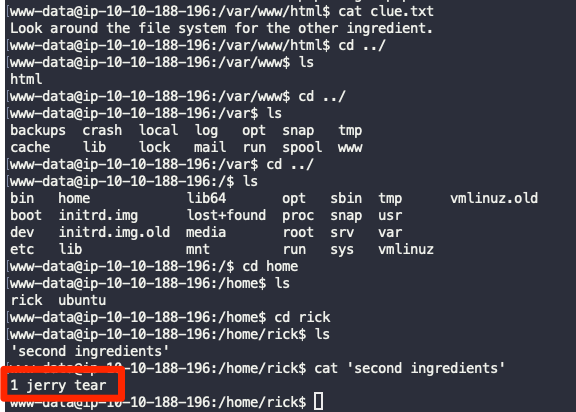 [www-data@ip-10-10-188-196:/var/www/html$ cat clue.txt
Look around the file system for the other ingredient.
[www-data@ip-10-10-188-196:/var/www/html$ cd ../
[www-data@ip-10-10-188-196:/var/www$ ls
html
[www-data@ip-10-10-188-196:/var/www$ cd ../
[www-data@ip-10-10-188-196:/var$ ls
backups crash local log opt snap tmp
cache lib lock mail run spool www
[www-data@ip-10-10-188-196:/var$ cd ../
[www-data@ip-10-10-188-196:/$ ls
bin home lib64 opt sbin tmp vmlinuz.old
boot initrd.img lost+found proc snap usr
dev initrd.img.old media root srv var
etc lib mnt run sys vmlinuz
[www-data@ip-10-10-188-196:/$ cd home
[www-data@ip-10-10-188-196:/home$ ls
rick ubuntu
[www-data@ip-10-10-188-196:/home$ cd rick
[www-data@ip-10-10-188-196:/home/rick$ ls
'second ingredients'
[www-data@ip-10-10-188-196:/home/rick$ cat 'second ingredients'
1 jerry tear
www-data@ip-10-10-188-196:/home/rick$